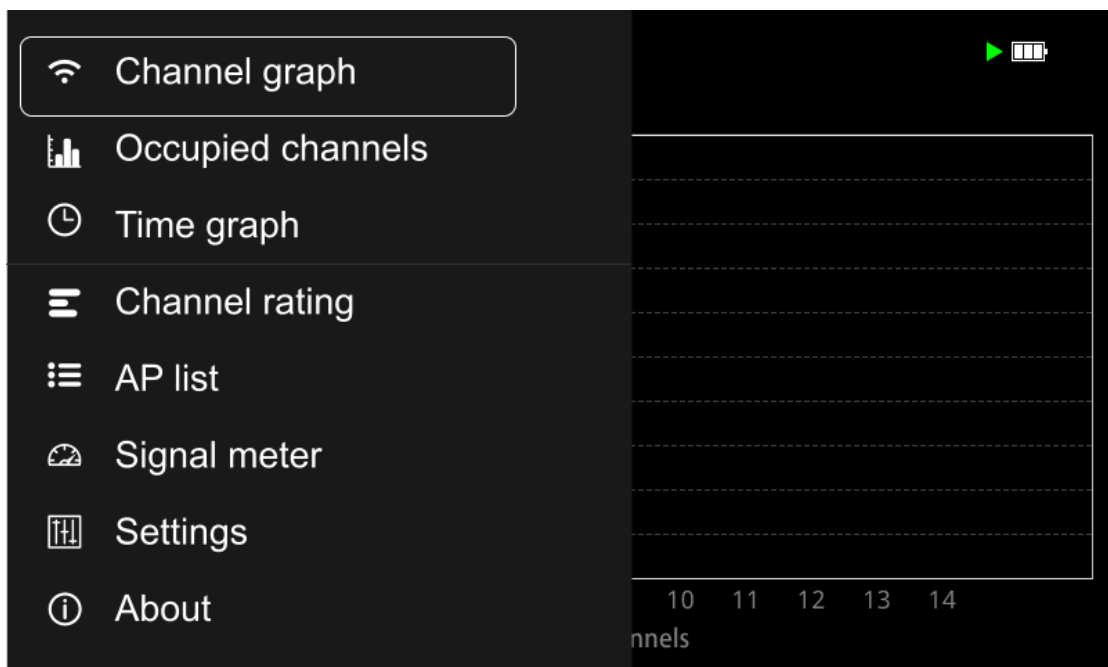 Channel graph
Occupied channels
Time graph
Channel rating
AP list
Signal meter
Settings
About
10 11 12 13 14
nnels